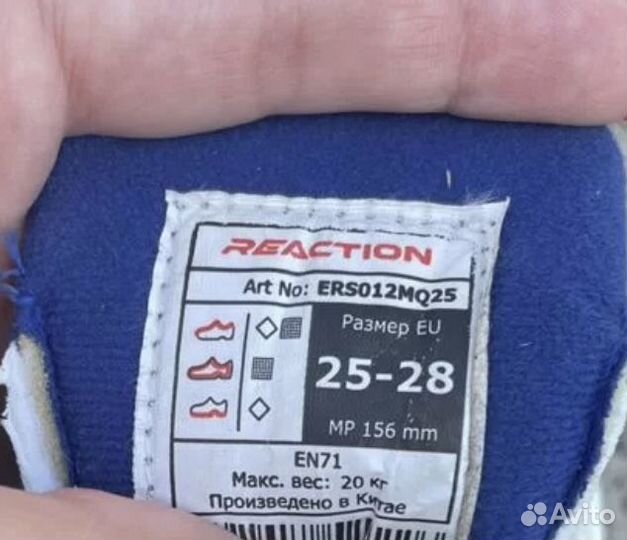 REACTION
Art No: ERS012MQ25
Размер EU
25-28
MP 156 mm
EN71
Макс. вес: 20 кг
Произведено в Китае
Avito